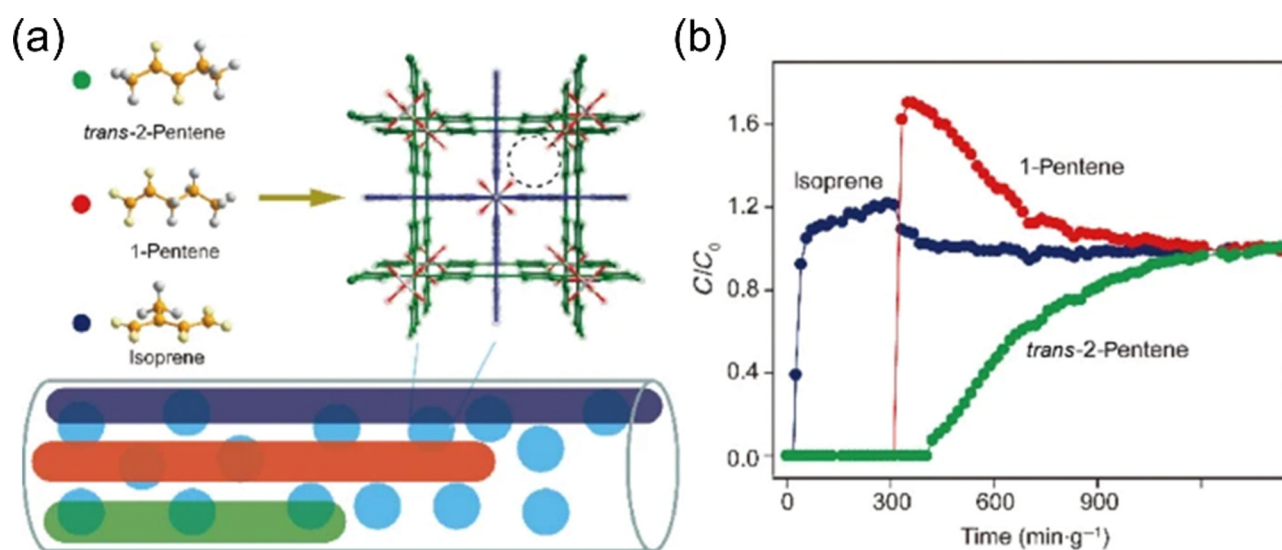 (a)
trans-2-Pentene
1-Pentene
Isoprene
(b)
C/C₀
1.6
1.2
0.8
0.4
0.0
Isoprene
1-Pentene
trans-2-Pentene
0 300 600 900
Time (min·g⁻¹)